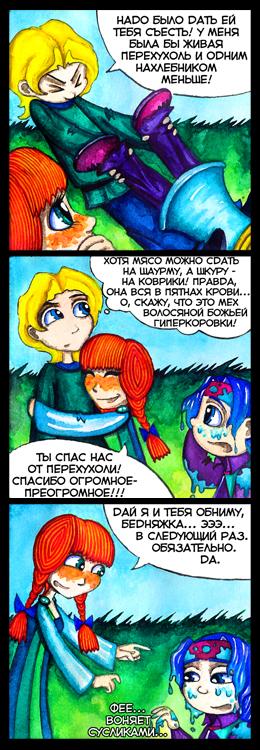 НАДО БЫЛО DАТЬ ЕЙ
ТЕБЯ СЪЕСТЬ! У МЕНЯ
БЫЛА БЫ ЖИВАЯ
ПЕРЕХУХОЛЬ И ОDНИМ
НАХЛЕБНИКОМ
МЕНЬШЕ!
ХОТЯ МЯСО МОЖНО СDАТЬ
НА ШАУРМУ, А ШКУРУ -
НА КОВРИКИ! ПРАВDА,
ОНА ВСЯ В ПЯТНАХ КРОВИ...
О, СКАЖУ, ЧТО ЭТО МЕХ
ВОЛОСЯНОЙ БОЖЬЕЙ
ГИПЕРКОРОВКИ!
ТЫ СПАС НАС
ОТ ПЕРЕХУХОЛИ!
СПАСИБО ОГРОМНОЕ-
ПРЕОГРОМНОЕ!!!
DАЙ Я И ТЕБЯ ОБНИМУ,
БЕDНЯЖКА... ЭЭЭ...
В СЛЕDУЮЩИЙ РАЗ.
ОБЯЗАТЕЛЬНО.
DА.
ФЕЕ...
ВОНЯЕТ
СУСЛИКАМИ...